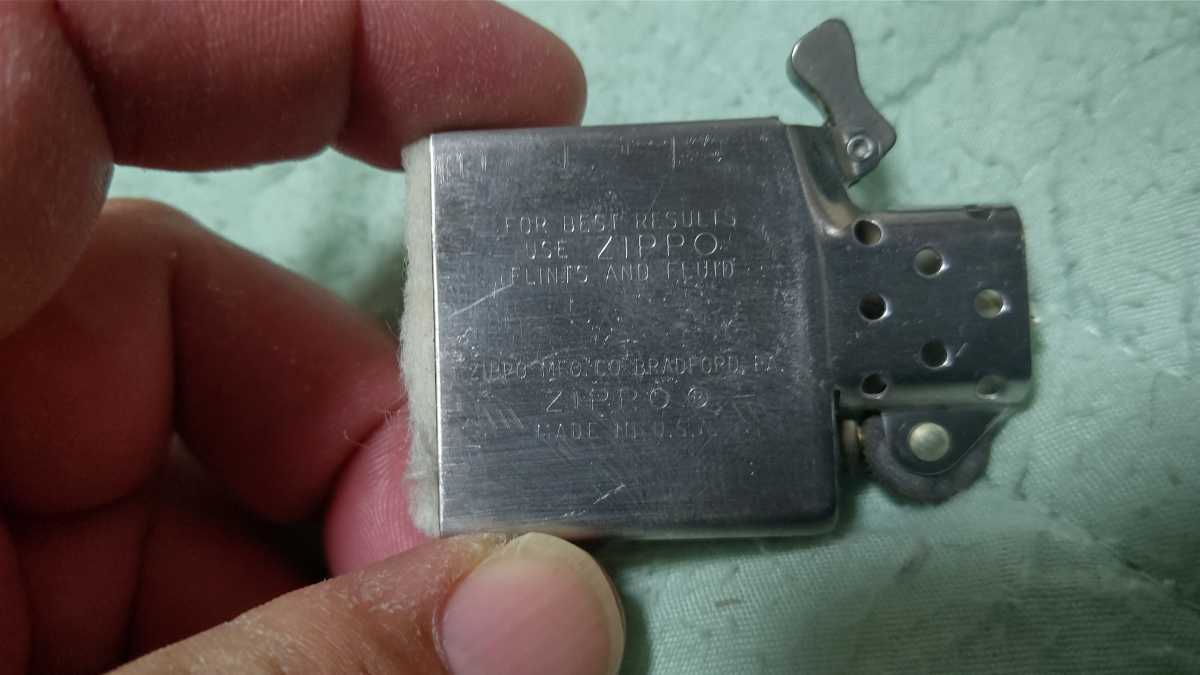 FOR BEST RESULTS
USE ZIPPO
FLINTS AND FLUID
ZIPPO MFG. CO. BRADFORD, PA.
ZIPPO ®
MADE IN U.S.A.